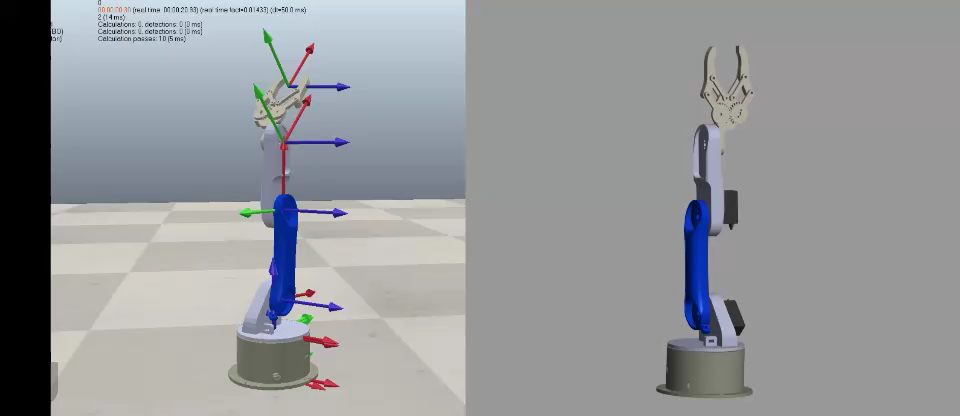 0
00:00:00.30 (real time: 00:00:20.93) (real time fact=0.01433) (dt=50.0 ms)
2 (14 ms)
Calculations: 0, detections: 0 (0 ms)
Calculations: 0, detections: 0 (0 ms)
Calculation passes: 10 (5 ms)